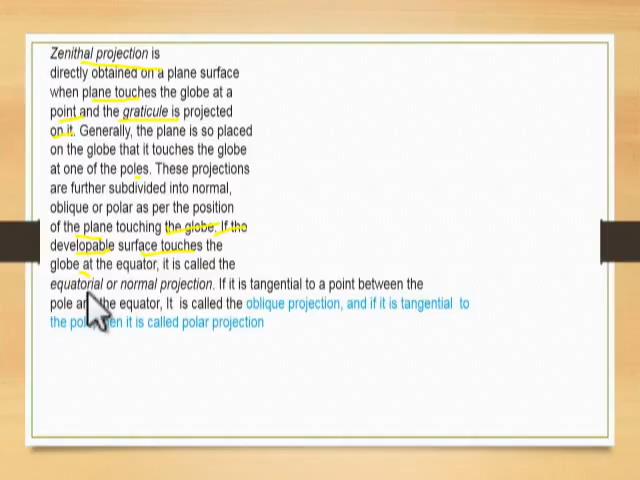 Zenithal projection is
directly obtained on a plane surface
when plane touches the globe at a
point and the graticule is projected
on it. Generally, the plane is so placed
on the globe that it touches the globe
at one of the poles. These projections
are further subdivided into normal,
oblique or polar as per the position
of the plane touching the globe. If the
developable surface touches the
globe at the equator, it is called the
equatorial or normal projection. If it is tangential to a point between the
pole the equator, It is called the oblique projection, and if it is tangential to
the it is called polar projection